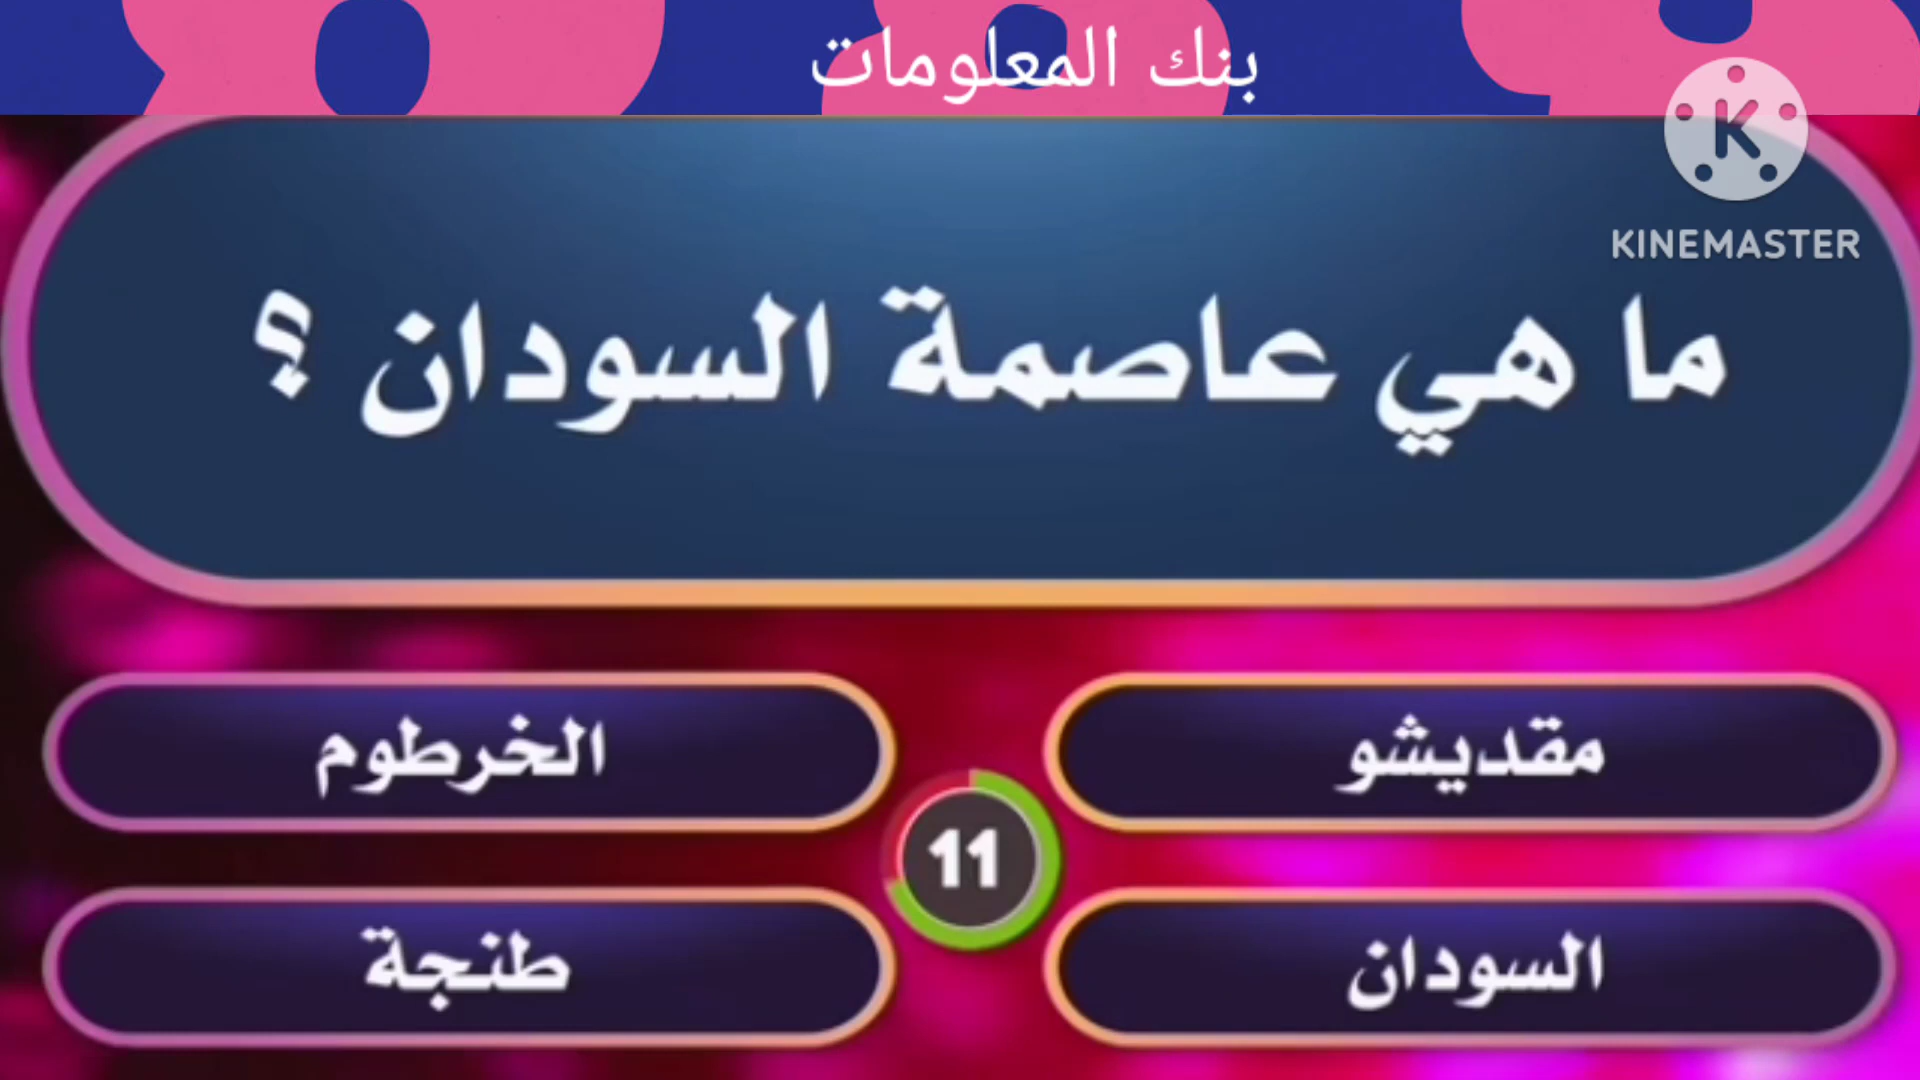 بنك المعلومات
KINEMASTER
ما هي عاصمة السودان ؟
مقديشو
الخرطوم
11
السودان
طنجة